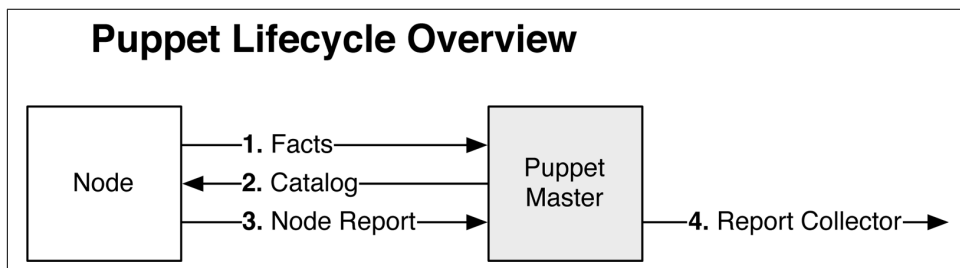 Puppet Lifecycle Overview
1. Facts
Node
2. Catalog
Puppet
Master
3. Node Report
4. Report Collector